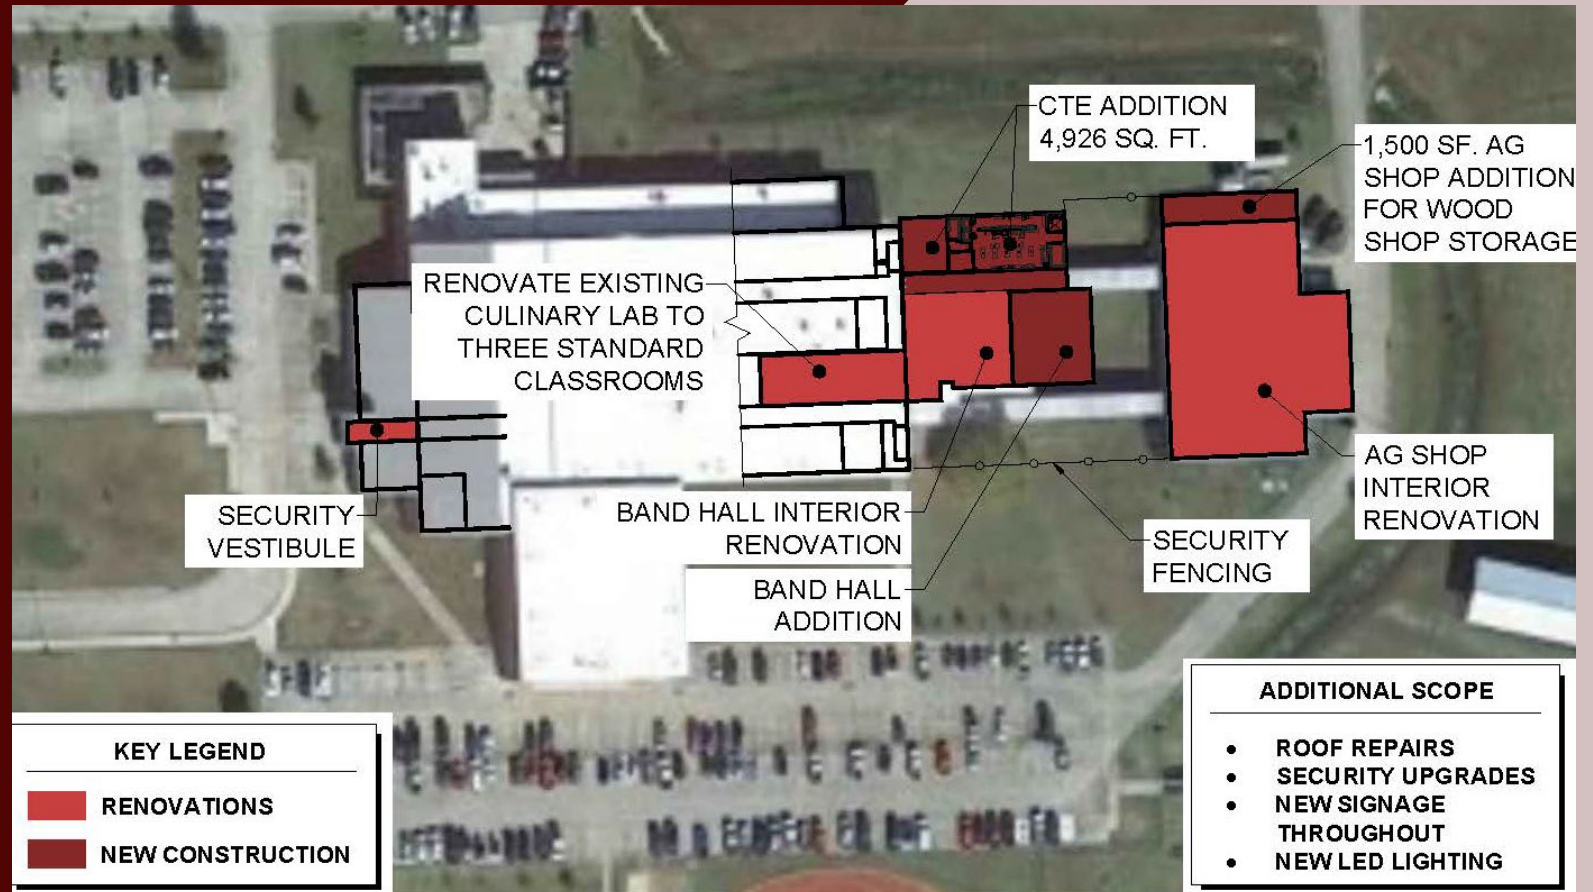 CTE ADDITION
4,926 SQ. FT.
1,500 SF. AG
SHOP ADDITION
FOR WOOD
SHOP STORAGE
RENOVATE EXISTING
CULINARY LAB TO
THREE STANDARD
CLASSROOMS
SECURITY
VESTIBULE
BAND HALL INTERIOR
RENOVATION
BAND HALL
ADDITION
SECURITY
FENCING
AG SHOP
INTERIOR
RENOVATION
KEY LEGEND
RENOVATIONS
NEW CONSTRUCTION
ADDITIONAL SCOPE
• ROOF REPAIRS
• SECURITY UPGRADES
• NEW SIGNAGE
THROUGHOUT
• NEW LED LIGHTING